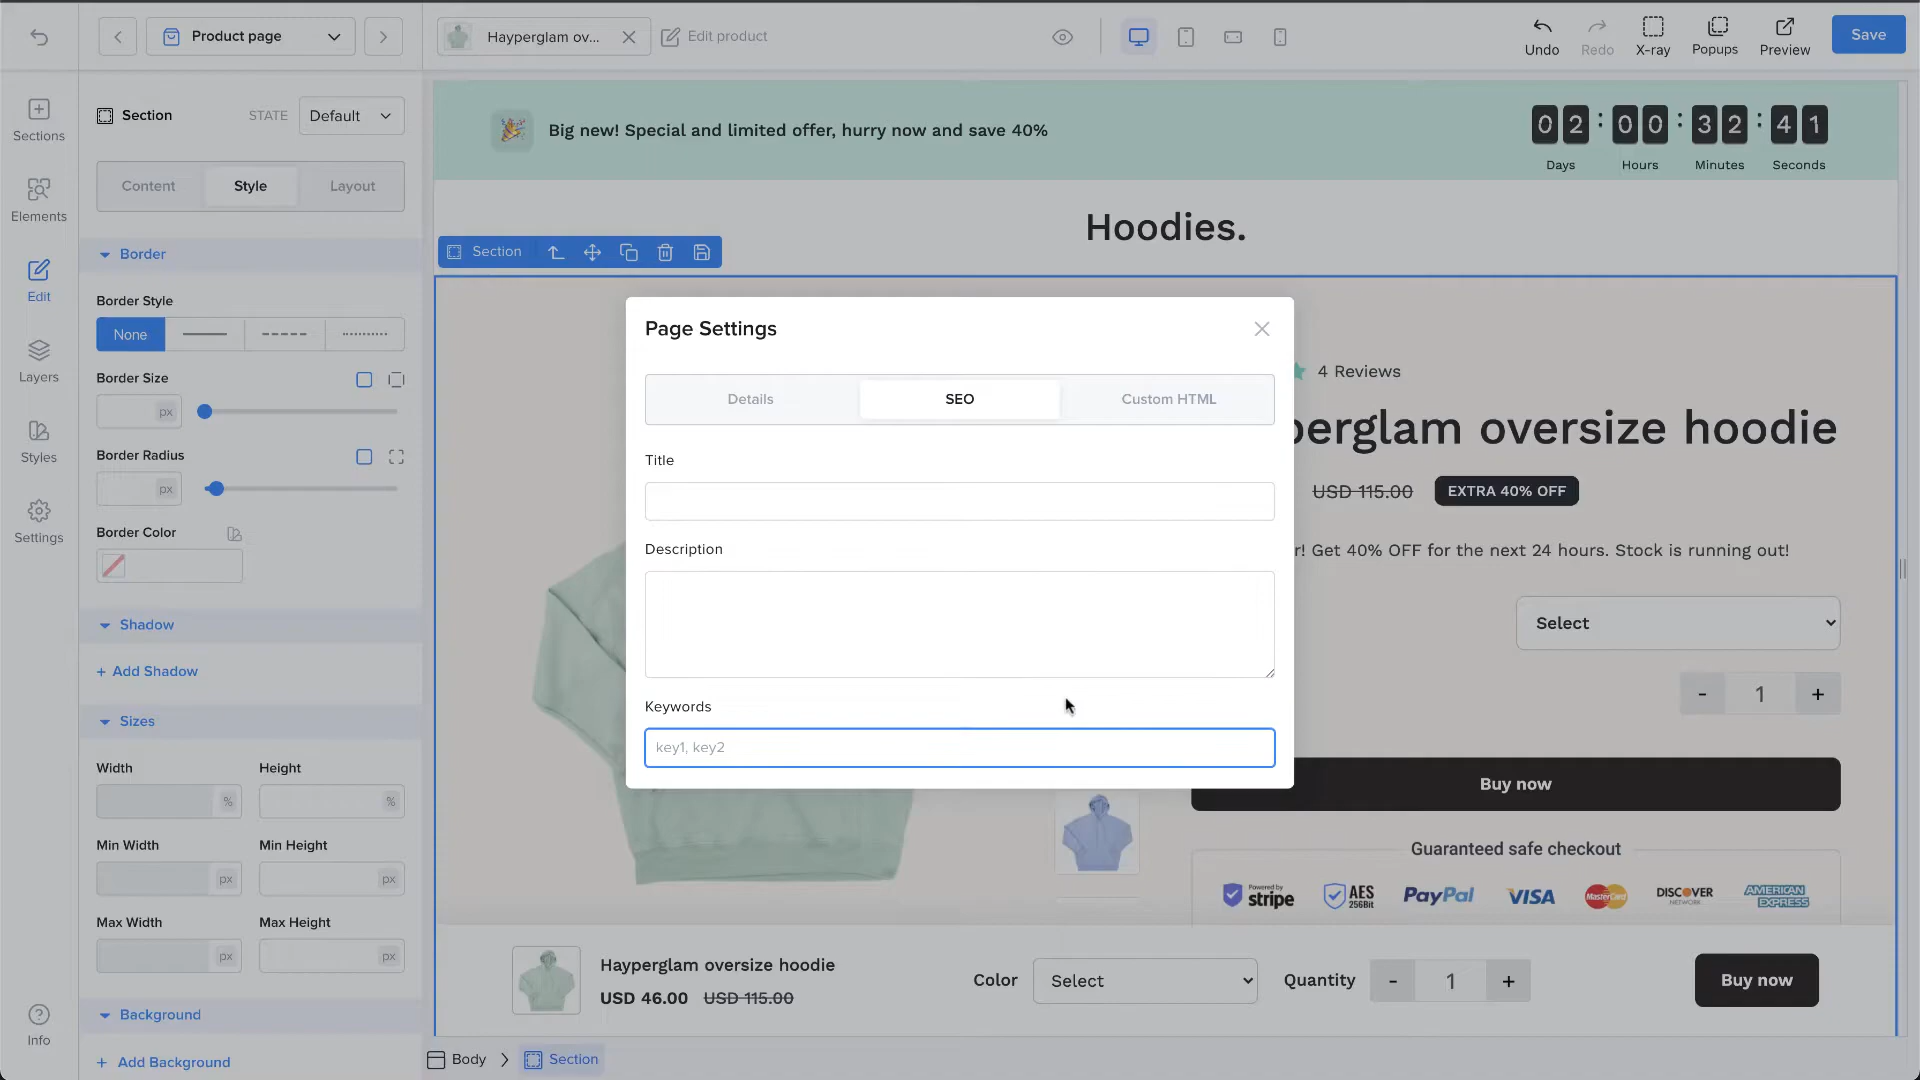 Product page
Hayperglam ov...
Edit product
Undo
Redo
X-ray
Popups
Preview
Save
Sections
Elements
Edit
Layers
Styles
Settings
Info
Section
STATE
Default
Content
Style
Layout
Border
Border Style
None
Border Size
px
Border Radius
px
Border Color
Shadow
+ Add Shadow
Sizes
Width
Height
%
%
Min Width
Min Height
px
px
Max Width
Max Height
px
px
Background
+ Add Background
Big new! Special and limited offer, hurry now and save 40%
0 2 : 0 0 : 3 2 : 4 1
Days
Hours
Minutes
Seconds
Hoodies.
Section
Page Settings
Details
SEO
Custom HTML
Title
Description
Keywords
key1, key2
4 Reviews
perglam oversize hoodie
USD 115.00
EXTRA 40% OFF
r! Get 40% OFF for the next 24 hours. Stock is running out!
Select
- 1 +
Buy now
Guaranteed safe checkout
Powered by
stripe
AES
256Bit
PayPal
VISA
MasterCard
DISCOVER
NETWORK
AMERICAN
EXPRESS
Hayperglam oversize hoodie
USD 46.00 USD 115.00
Color
Select
Quantity
- 1 +
Buy now
Body
Section